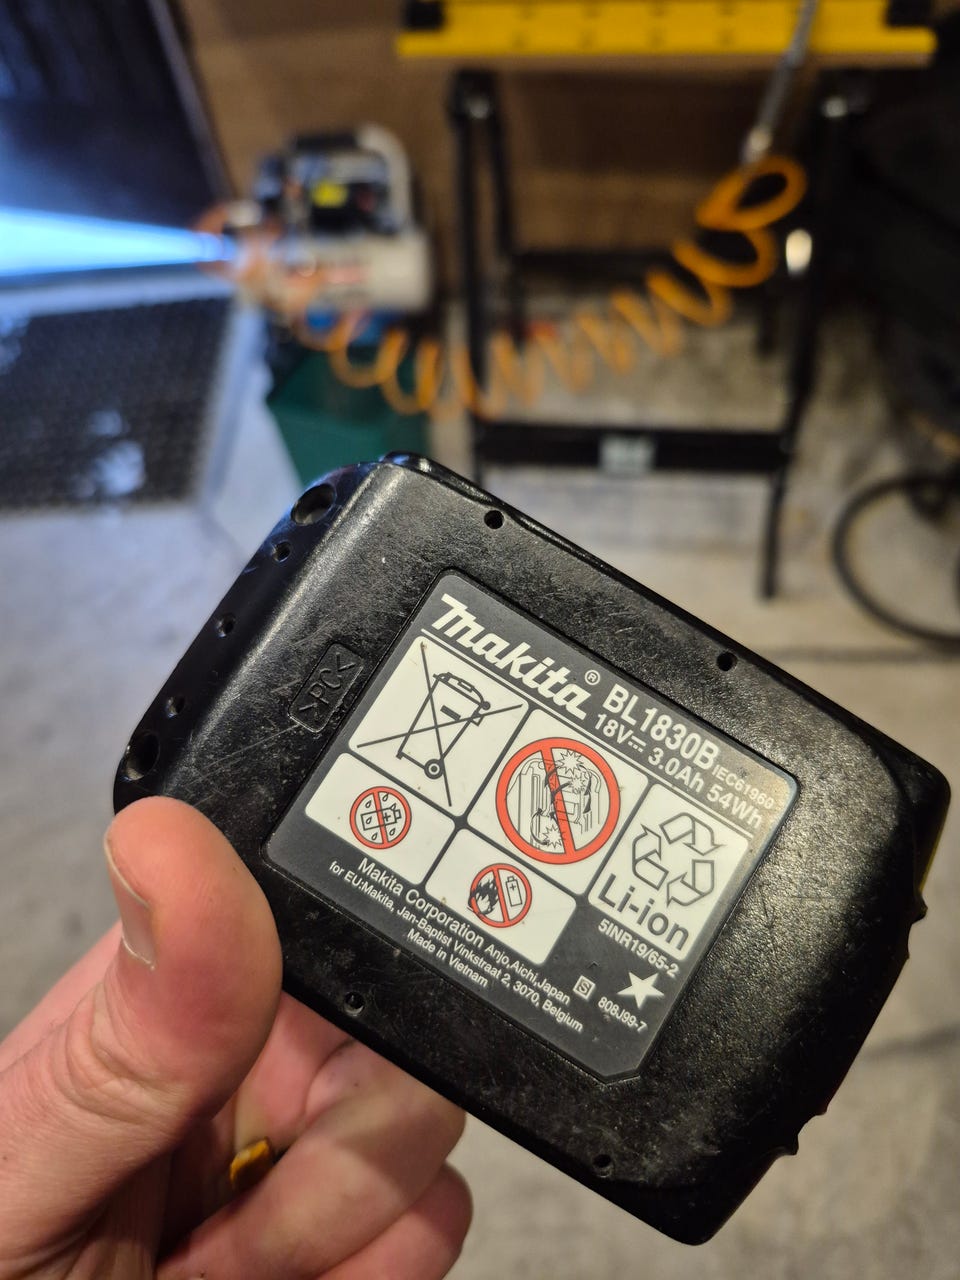 >PC<
makita® BL1830B IEC61960
18V⎓ 3.0Ah 54Wh
Li-ion
5INR19/65-2
Makita Corporation Anjo, Aichi, Japan
for EU:Makita, Jan-Baptist Vinkstraat 2, 3070, Belgium
Made in Vietnam
S 806J99-7